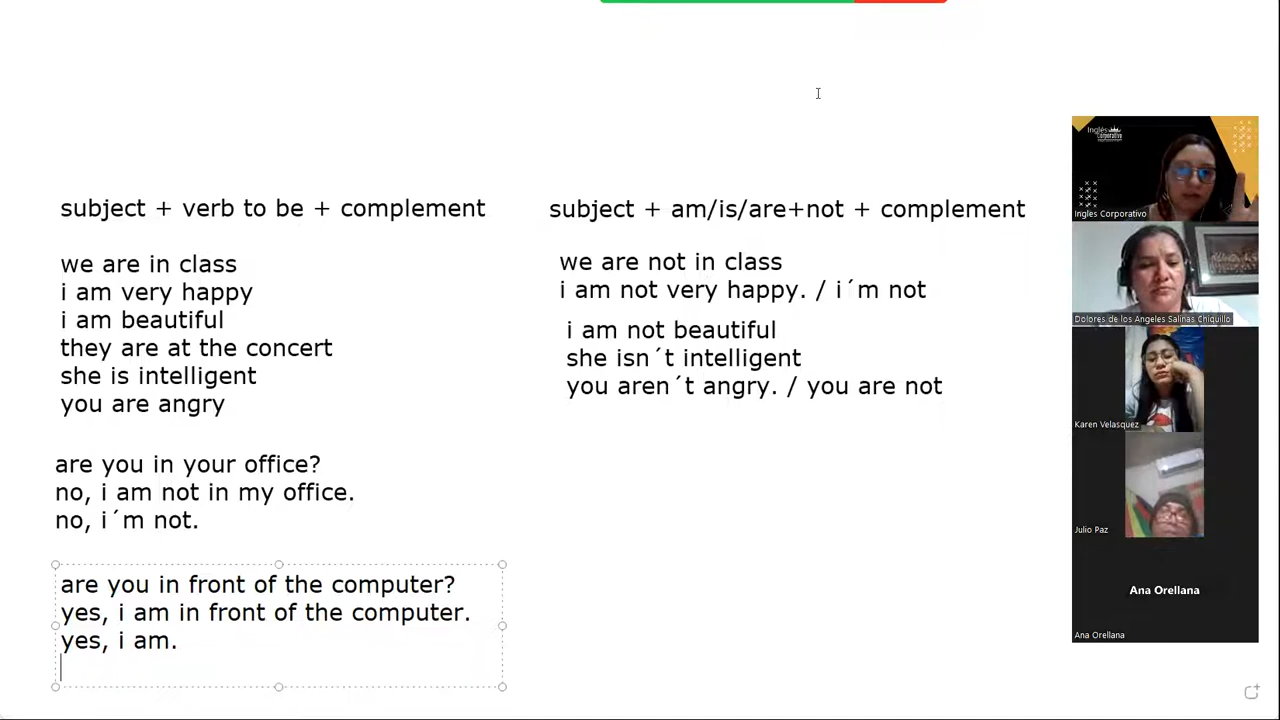 subject + verb to be + complement
we are in class
i am very happy
i am beautiful
they are at the concert
she is intelligent
you are angry
are you in your office?
no, i am not in my office.
no, i´m not.
are you in front of the computer?
yes, i am in front of the computer.
yes, i am.
subject + am/is/are+not + complement
we are not in class
i am not very happy. / i´m not
i am not beautiful
she isn´t intelligent
you aren´t angry. / you are not
Inglés
Corporativo
Ingles Corporativo
Dolores de los Angeles Salinas Chiquillo
Karen Velasquez
Julio Paz
Ana Orellana
Ana Orellana